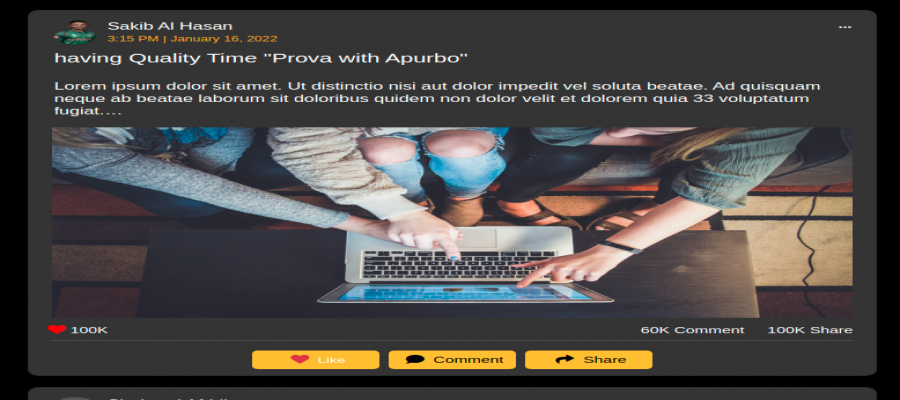 Sakib Al Hasan
3:15 PM | January 16, 2022
...
having Quality Time "Prova with Apurbo"
Lorem ipsum dolor sit amet. Ut distinctio nisi aut dolor impedit vel soluta beatae. Ad quisquam
neque ab beatae laborum sit doloribus quidem non dolor velit et dolorem quia 33 voluptatum
fugiat....
100K
60K Comment 100K Share
Like Comment Share